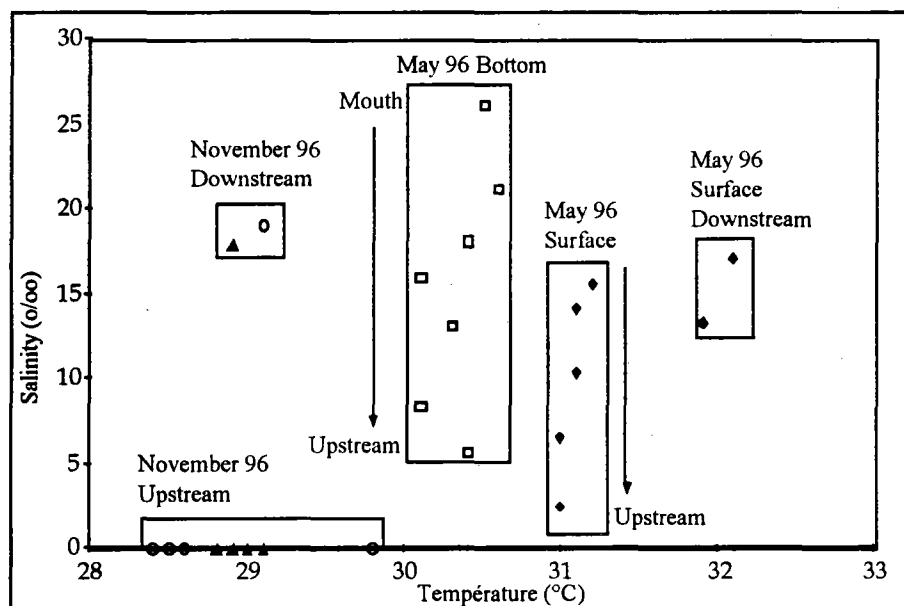 30
25
20
15
10
5
0
Salinity (o/oo)
28
29
30
31
32
33
Température (°C)
May 96 Bottom
Mouth
Upstream
November 96
Downstream
May 96
Surface
Upstream
May 96
Surface
Downstream
November 96
Upstream